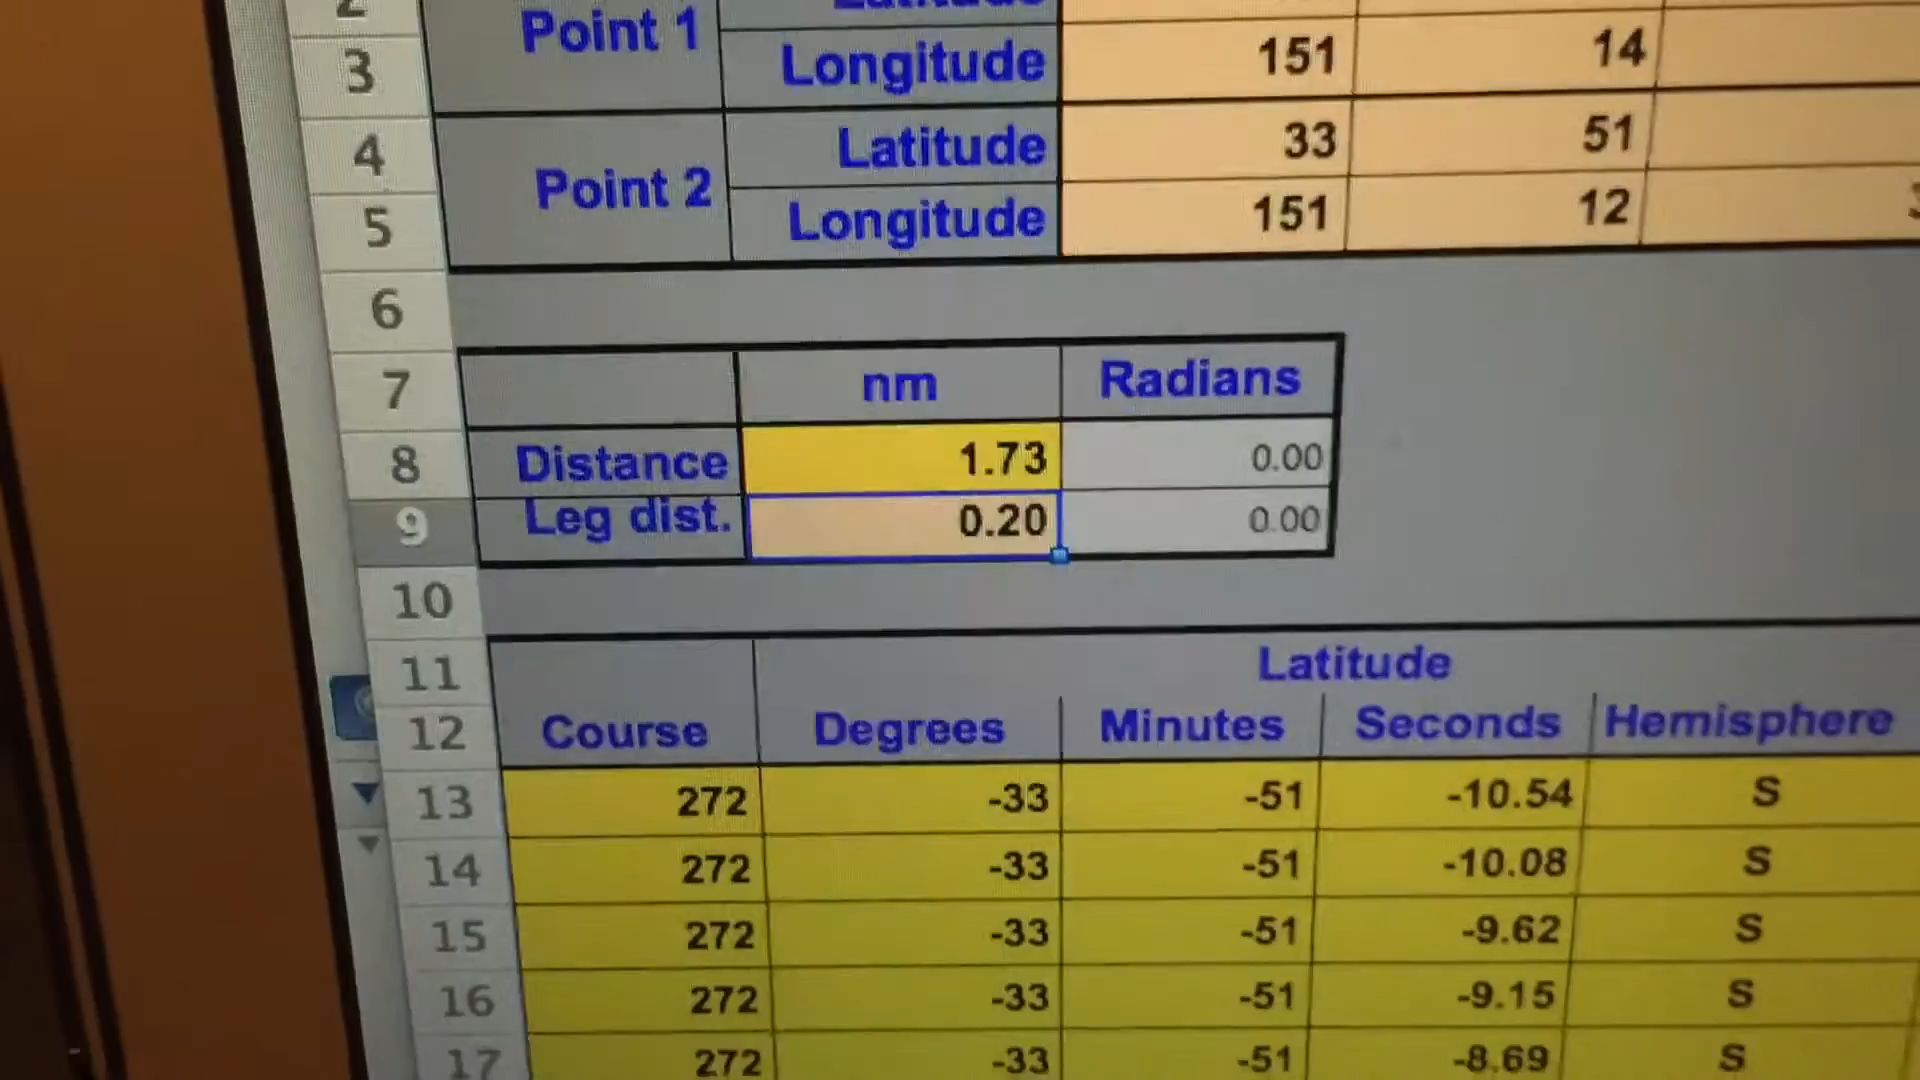 2 Latitude
Point 1
3 Longitude 151 14
4 Latitude 33 51
Point 2
5 Longitude 151 12
6
7 nm Radians
8 Distance 1.73 0.00
9 Leg dist. 0.20 0.00
10
11 Latitude
12 Course Degrees Minutes Seconds Hemisphere
13 272 -33 -51 -10.54 S
14 272 -33 -51 -10.08 S
15 272 -33 -51 -9.62 S
16 272 -33 -51 -9.15 S
17 272 -33 -51 -8.69 S